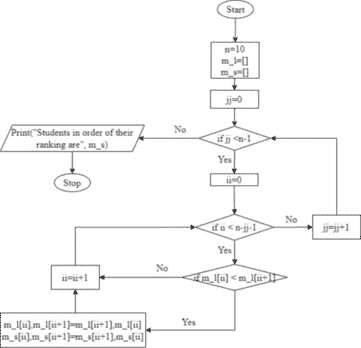 Start
n=10
m_l=[]
m_s=[]
jj=0
if jj <n-1
No
Print("Students in order of their
ranking are", m_s)
Stop
Yes
ii=0
if ii < n-jj-1
No
jj=jj+1
Yes
if m_l[ii] < m_l[ii+1]
No
ii=ii+1
Yes
m_l[ii],m_l[ii+1]=m_l[ii+1],m_l[ii]
m_s[ii],m_s[ii+1]=m_s[ii+1],m_s[ii]